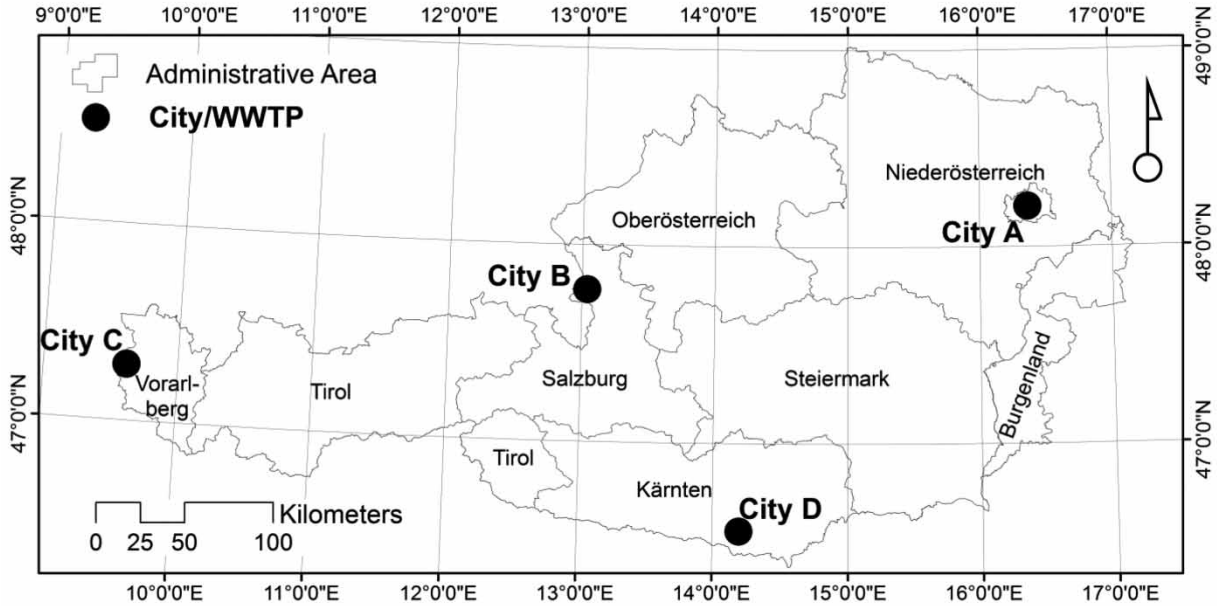 9°0'0"E 10°0'0"E 11°0'0"E 12°0'0"E 13°0'0"E 14°0'0"E 15°0'0"E 16°0'0"E 17°0'0"E
49°0'0"N
Administrative Area
City/WWTP
Niederösterreich
Oberösterreich
48°0'0"N
City A
48°0'0"N
City B
City C
Vorarl-
berg
Tirol
Salzburg
Steiermark
Burgenland
47°0'0"N
47°0'0"N
Tirol
Kärnten
City D
Kilometers
0 25 50 100
10°0'0"E 11°0'0"E 12°0'0"E 13°0'0"E 14°0'0"E 15°0'0"E 16°0'0"E 17°0'0"E